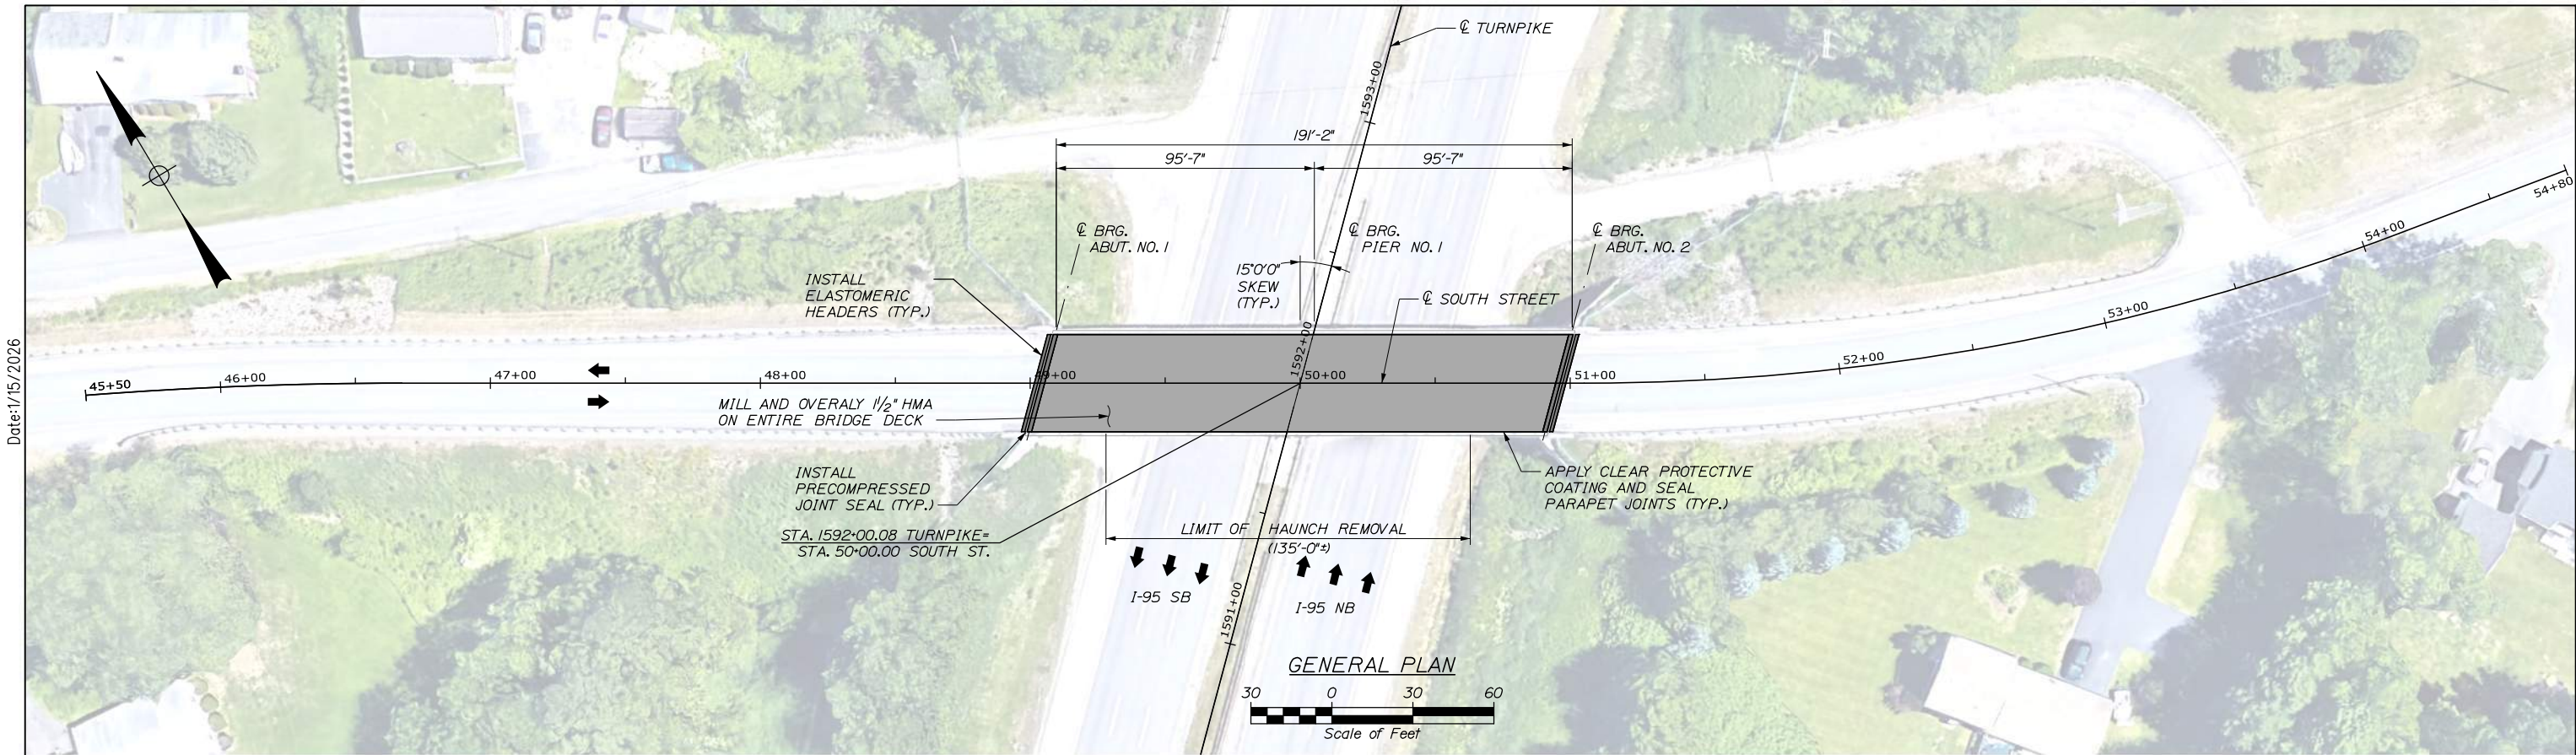 ℄ TURNPIKE
1593+00
191'-2"
95'-7"
95'-7"
℄ BRG.
ABUT. NO. 1
℄ BRG.
PIER NO. 1
℄ BRG.
ABUT. NO. 2
54+80
54+00
53+00
52+00
INSTALL
ELASTOMERIC
HEADERS (TYP.)
15°0'0"
SKEW
(TYP.)
℄ SOUTH STREET
1592+00
45+50
46+00
47+00
48+00
49+00
50+00
51+00
MILL AND OVERALY 1½" HMA
ON ENTIRE BRIDGE DECK
INSTALL
PRECOMPRESSED
JOINT SEAL (TYP.)
APPLY CLEAR PROTECTIVE
COATING AND SEAL
PARAPET JOINTS (TYP.)
STA. 1592+00.08 TURNPIKE=
STA. 50+00.00 SOUTH ST.
LIMIT OF HAUNCH REMOVAL
(135'-0"±)
I-95 SB
I-95 NB
1591+00
GENERAL PLAN
30 0 30 60
Scale of Feet
Date:1/15/2026